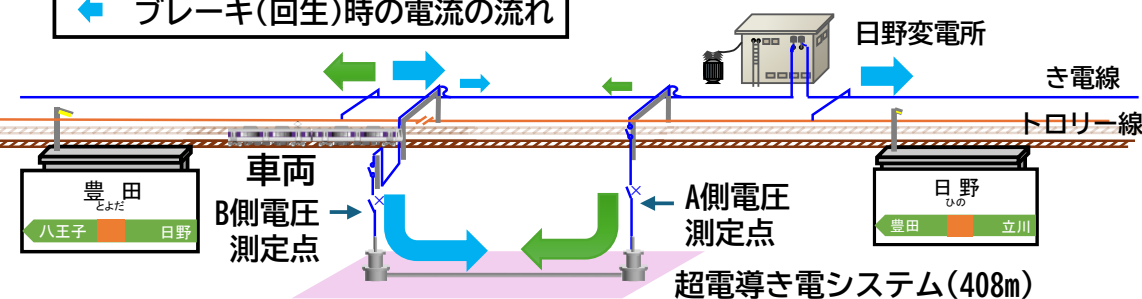 ブレーキ(回生)時の電流の流れ
日野変電所
き電線
トロリー線
車両
豊 田
とよだ
八王子 日野
B側電圧
測定点
A側電圧
測定点
日 野
ひの
豊田 立川
超電導き電システム(408m)